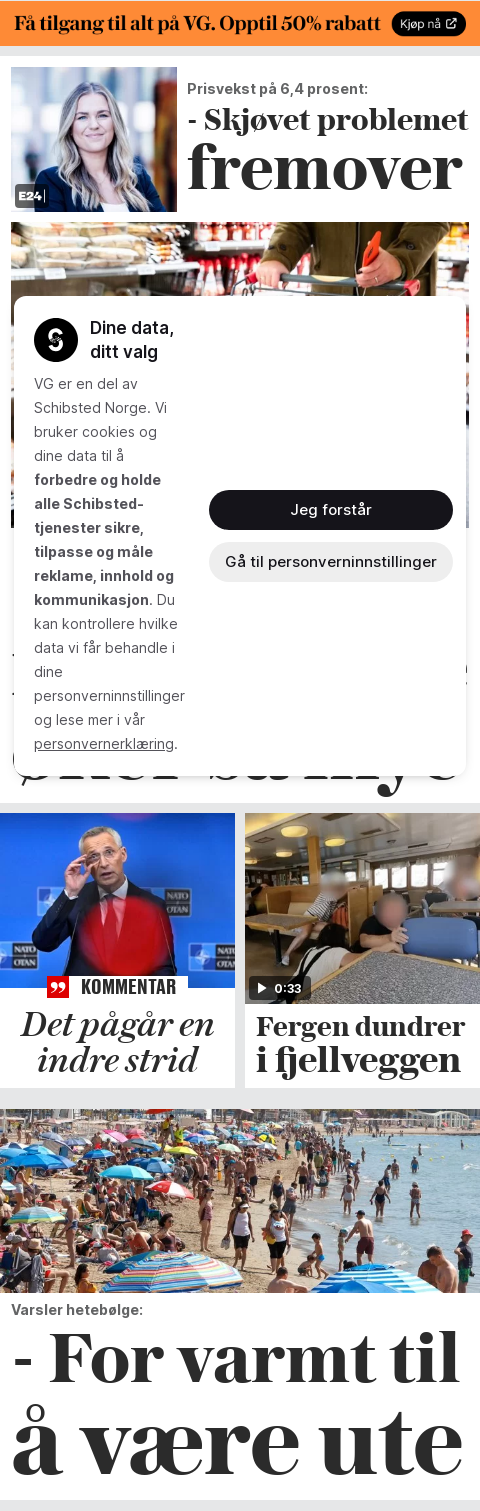 Få tilgang til alt på VG. Opptil 50% rabatt
Kjøp nå
Prisvekst på 6,4 prosent:
- Skjøvet problemet
fremover
E24
Dine data,
ditt valg
VG er en del av
Schibsted Norge. Vi
bruker cookies og
dine data til å
forbedre og holde
alle Schibsted-
tjenester sikre,
tilpasse og måle
reklame, innhold og
kommunikasjon. Du
kan kontrollere hvilke
data vi får behandle i
dine
personverninnstillinger
og lese mer i vår
personvernerklæring.
Jeg forstår
Gå til personverninnstillinger
NATO
OTAN
NATO
OTAN
KOMMENTAR
Det pågår en
indre strid
0:33
Fergen dundrer
i fjellveggen
Varsler hetebølge:
- For varmt til
å være ute